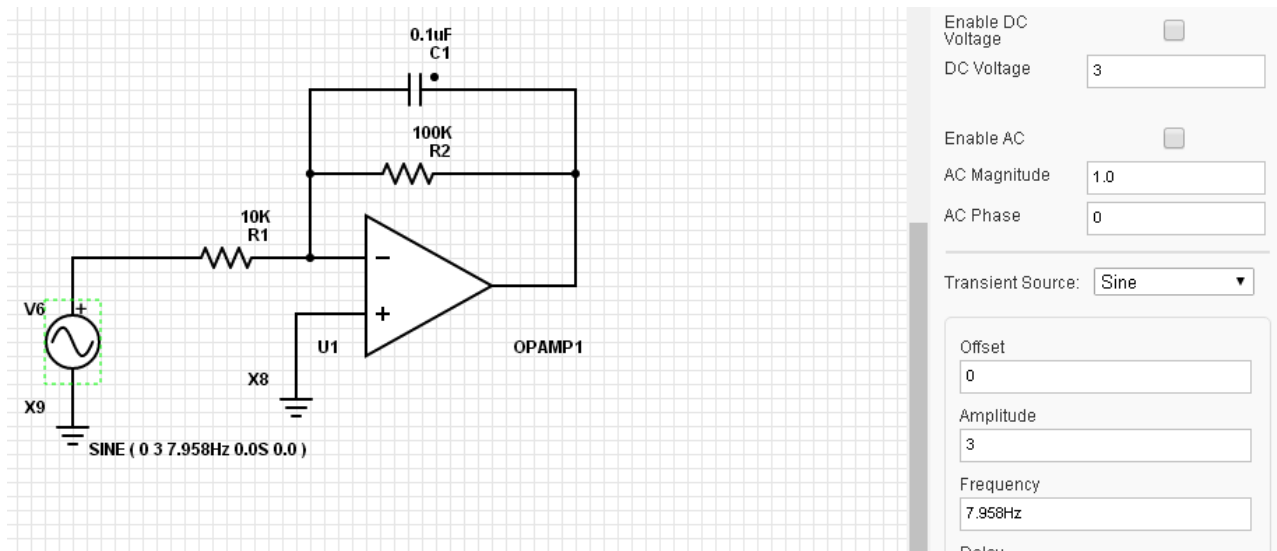 0.1uF
C1
100K
R2
10K
R1
−
+
V6
+
U1
OPAMP1
X8
X9
SINE ( 0 3 7.958Hz 0.0S 0.0 )
Enable DC
Voltage
DC Voltage
3
Enable AC
AC Magnitude
1.0
AC Phase
0
Transient Source:
Sine
Offset
0
Amplitude
3
Frequency
7.958Hz
Delay